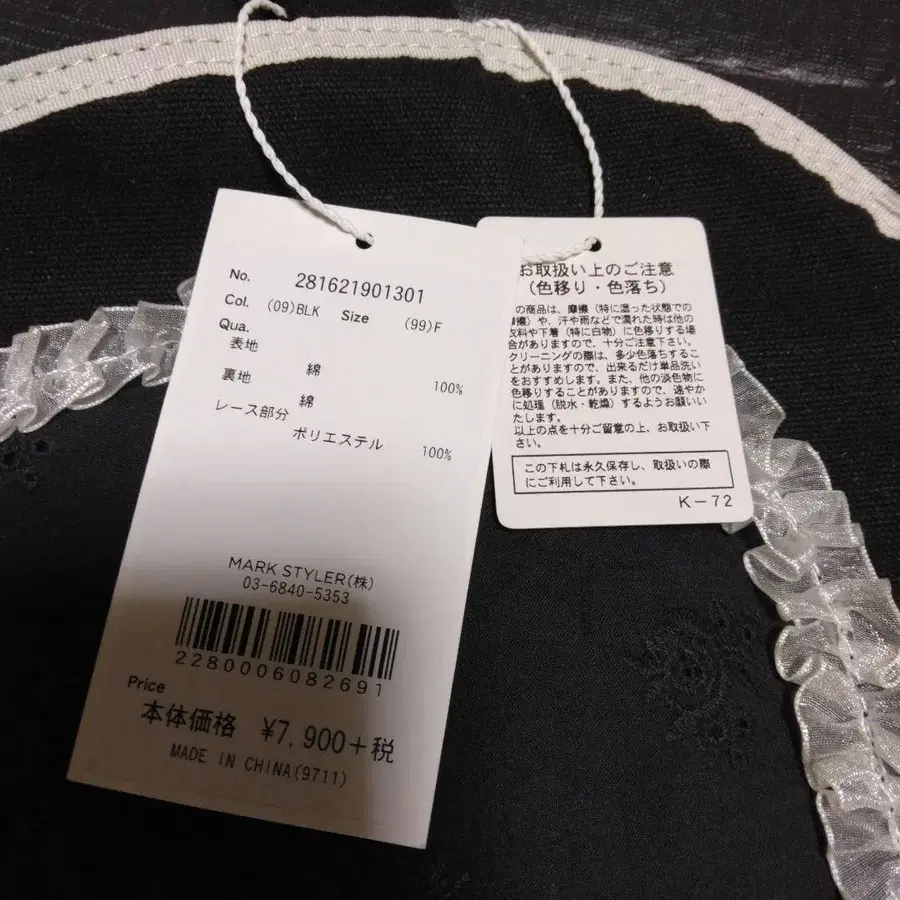 No. 281621901301
Col. (09)BLK Size (99)F
Qua.
表地 綿 100%
裏地 綿
レース部分 ポリエステル 100%
MARK STYLER(株)
03-6840-5353
2280006082691
Price
本体価格 ¥7,900+税
MADE IN CHINA(9711)
お取扱い上のご注意
(色移り・色落ち)
の商品は、摩擦(特に湿った状態での
摩擦)や、汗や雨などで濡れた時は他の
衣料や下着(特に白物)に色移りする場
合がありますので、十分ご注意下さい。
クリーニングの際は、多少色落ちするこ
とがありますので、出来るだけ単品洗い
をおすすめします。また、他の淡色物に
色移りすることがありますので、速やか
に処理(脱水・乾燥)するようお願いい
たします。
以上の点を十分ご留意の上、お取扱い下
さい。
この下札は永久保存し、取扱いの際
にご利用して下さい。
K-72